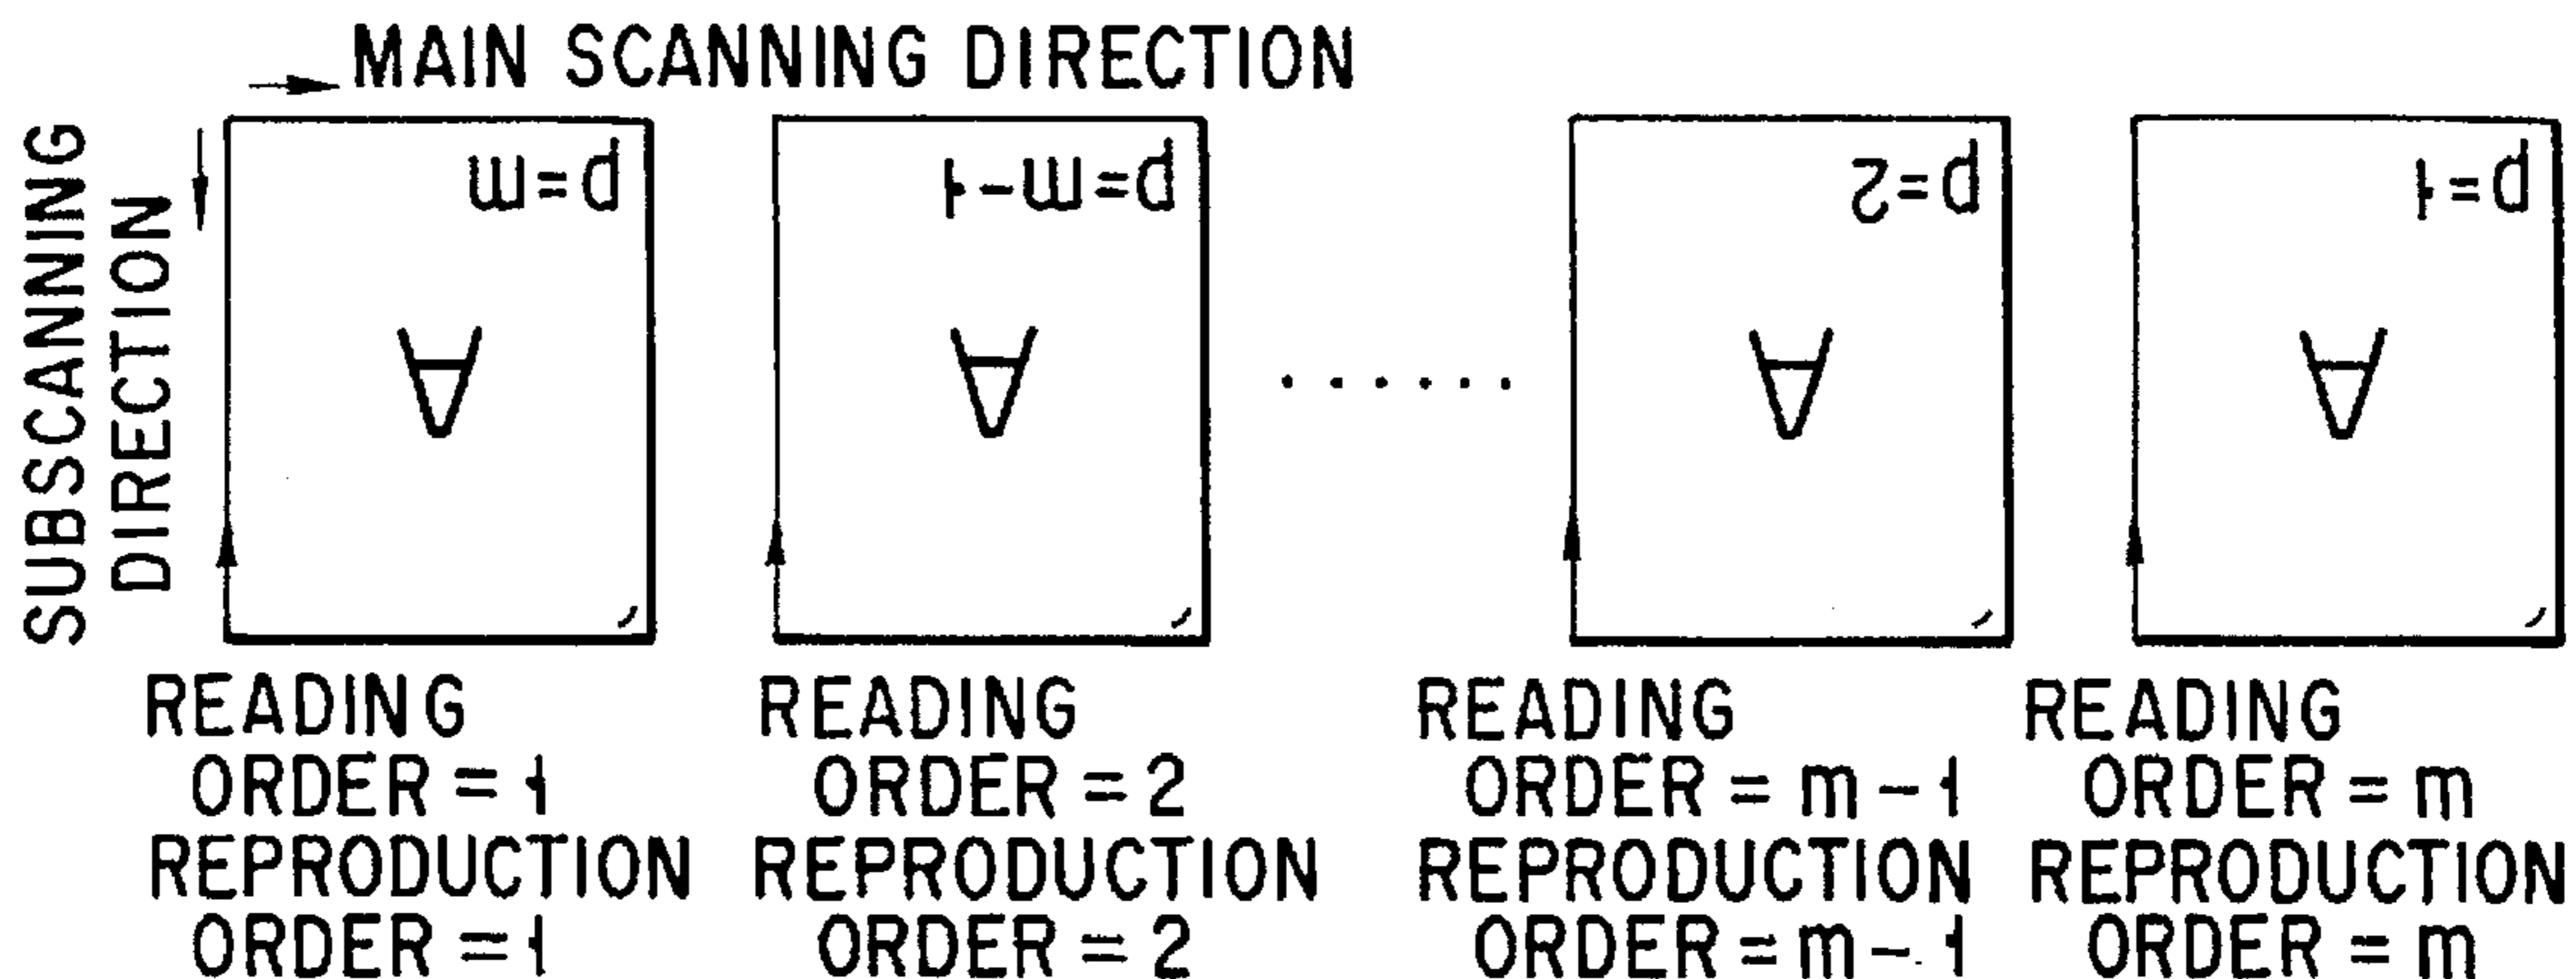 MAIN SCANNING DIRECTION
SUBSCANNING
DIRECTION
p=m
A
p=m-1
A
......
p=2
A
p=1
A
READING
ORDER = 1
REPRODUCTION
ORDER = 1
READING
ORDER = 2
REPRODUCTION
ORDER = 2
READING
ORDER = m-1
REPRODUCTION
ORDER = m-1
READING
ORDER = m
REPRODUCTION
ORDER = m